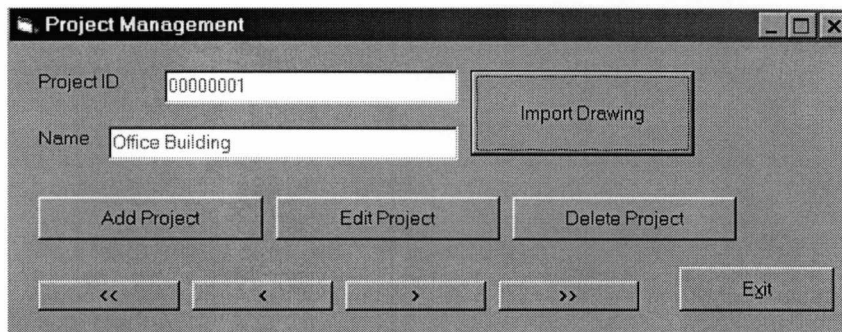 Project Management
Project ID 00000001
Import Drawing
Name Office Building
Add Project Edit Project Delete Project
<< < > >> Exit